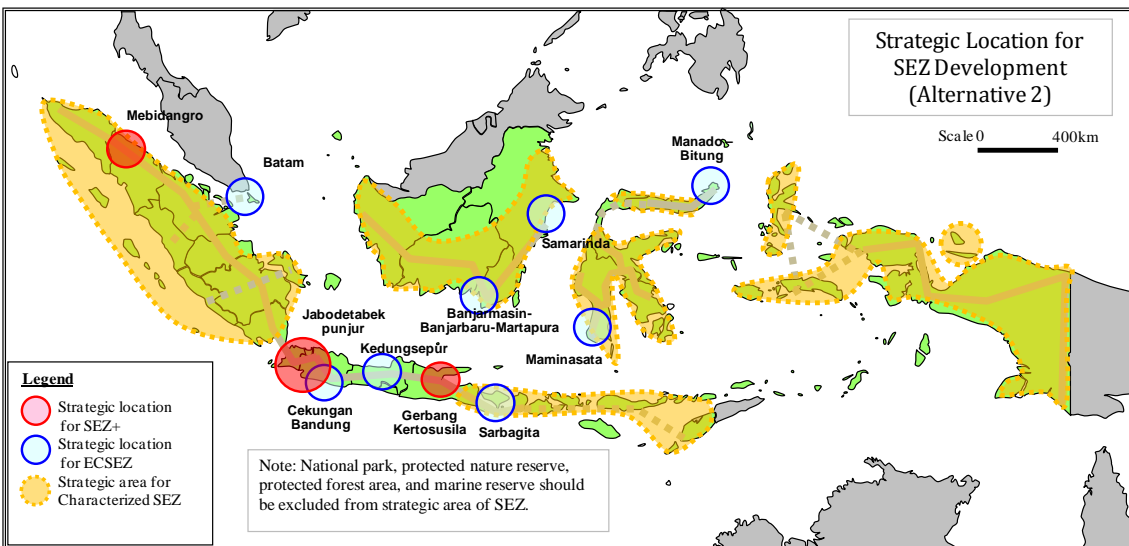 Strategic Location for
SEZ Development
(Alternative 2)
Scale 0 400km
Mebidangro
Batam
Manado-
Bitung
Samarinda
Jabodetabek
punjur
Banjarmasin-
Banjarbaru-Martapura
Kedungsepur
Maminasata
Cekungan
Bandung
Gerbang
Kertosusila
Sarbagita
Legend
Strategic location
for SEZ+
Strategic location
for ECSEZ
Strategic area for
Characterized SEZ
Note: National park, protected nature reserve,
protected forest area, and marine reserve should
be excluded from strategic area of SEZ.